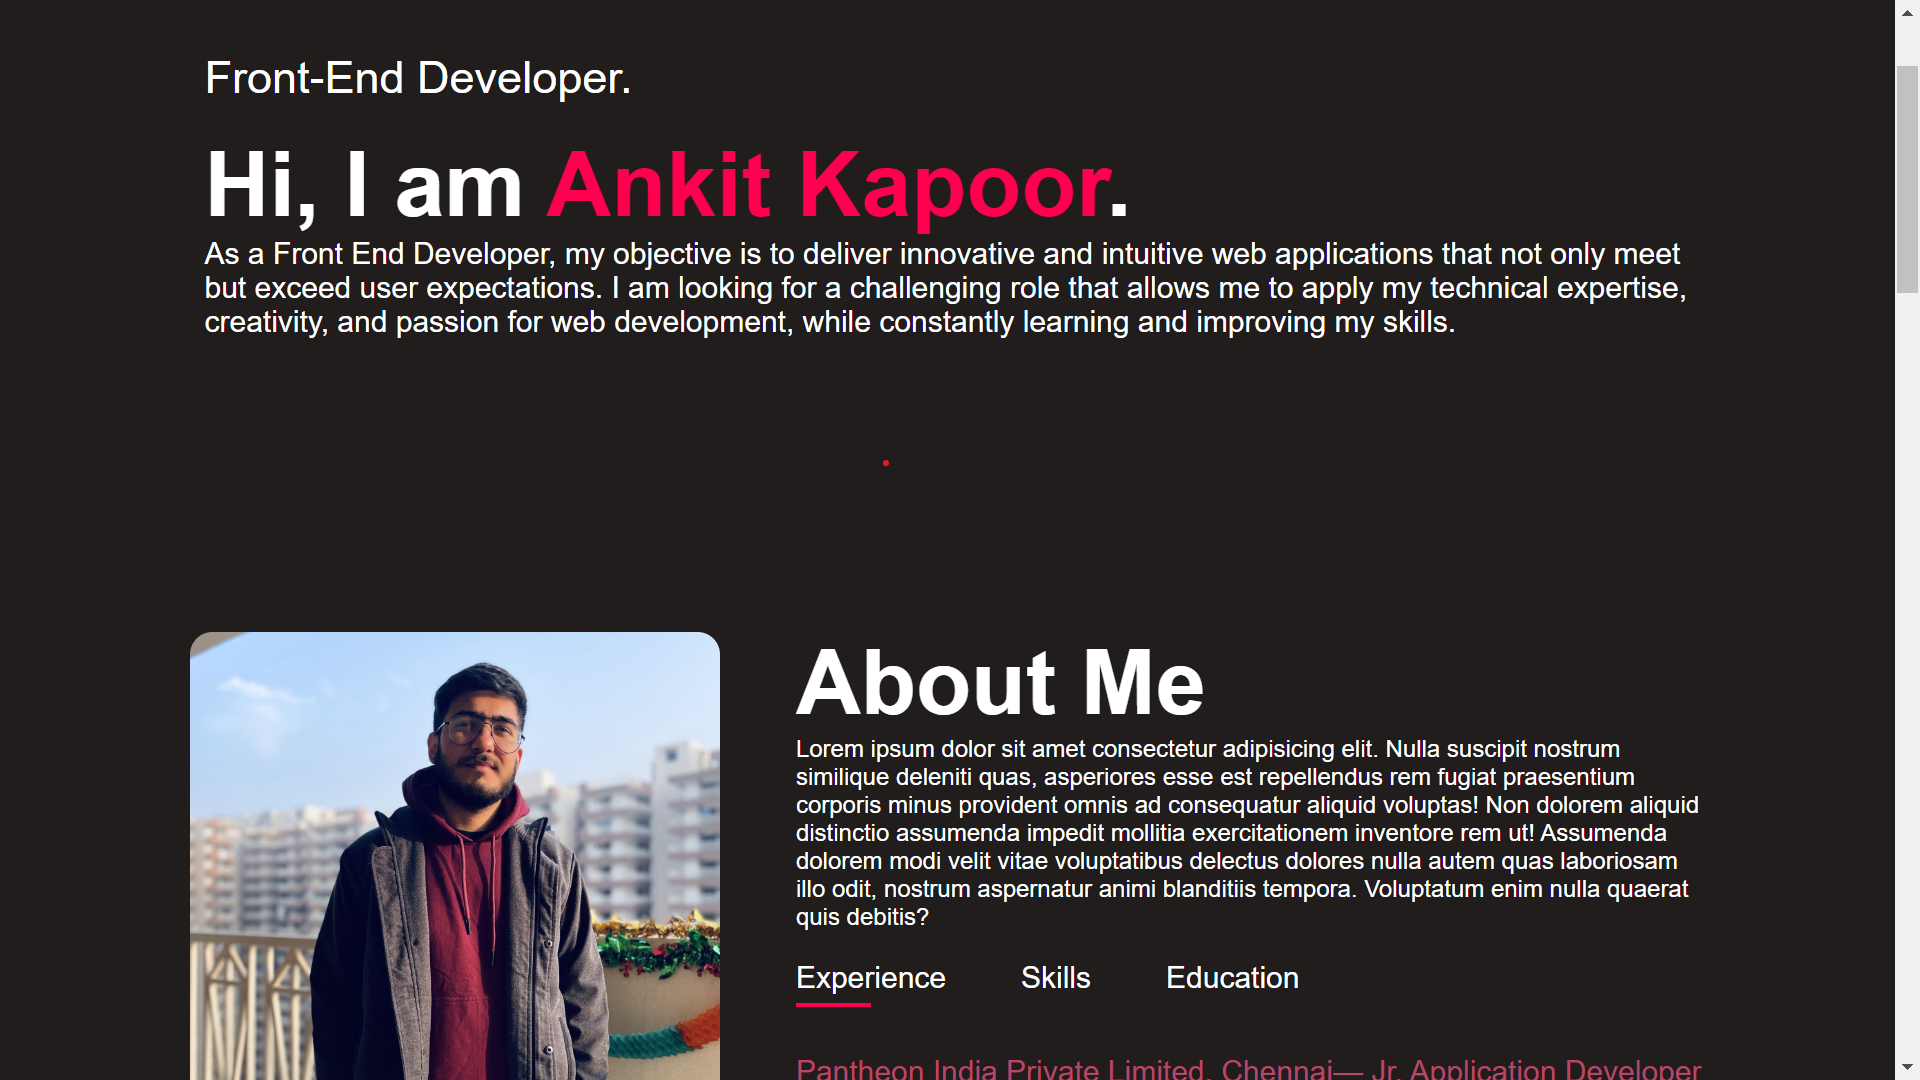 Front-End Developer.
Hi, I am Ankit Kapoor.
As a Front End Developer, my objective is to deliver innovative and intuitive web applications that not only meet
but exceed user expectations. I am looking for a challenging role that allows me to apply my technical expertise,
creativity, and passion for web development, while constantly learning and improving my skills.
About Me
Lorem ipsum dolor sit amet consectetur adipisicing elit. Nulla suscipit nostrum
similique deleniti quas, asperiores esse est repellendus rem fugiat praesentium
corporis minus provident omnis ad consequatur aliquid voluptas! Non dolorem aliquid
distinctio assumenda impedit mollitia exercitationem inventore rem ut! Assumenda
dolorem modi velit vitae voluptatibus delectus dolores nulla autem quas laboriosam
illo odit, nostrum aspernatur animi blanditiis tempora. Voluptatum enim nulla quaerat
quis debitis?
Experience Skills Education
Pantheon India Private Limited, Chennai— Jr. Application Developer